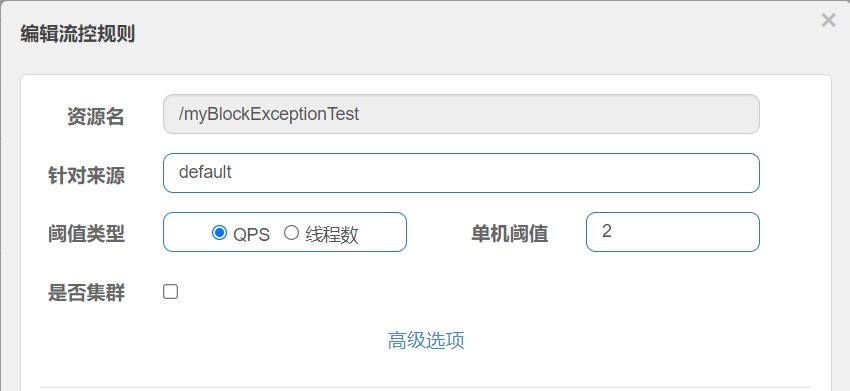 编辑流控规则 ×
资源名 /myBlockExceptionTest
针对来源 default
阈值类型 QPS 线程数 单机阈值 2
是否集群
高级选项